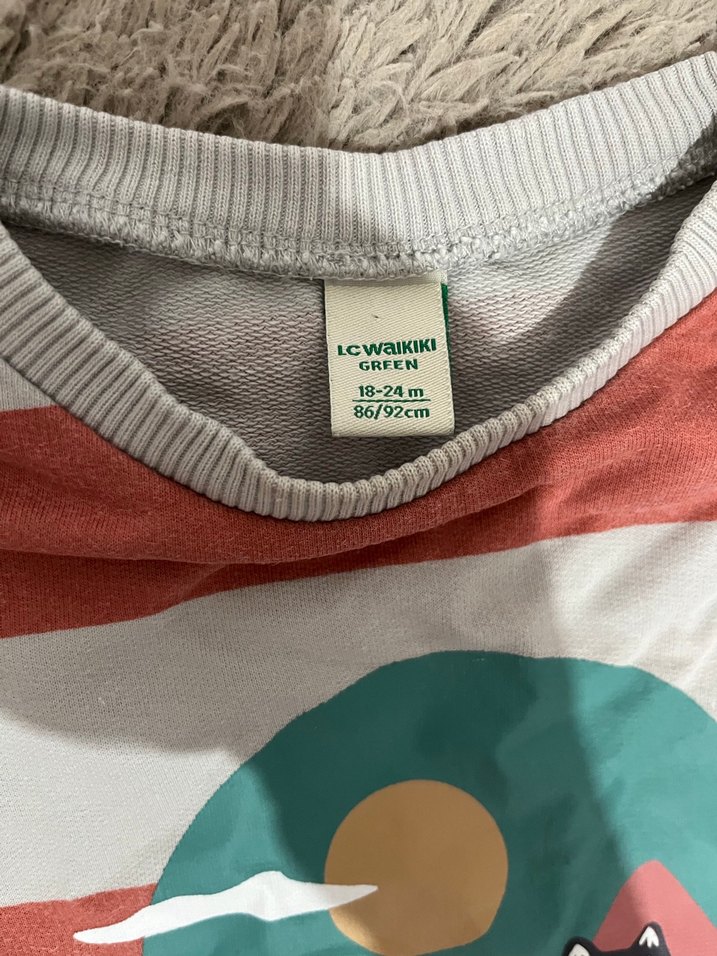 LC WAIKIKI
GREEN
18-24 m
86/92cm